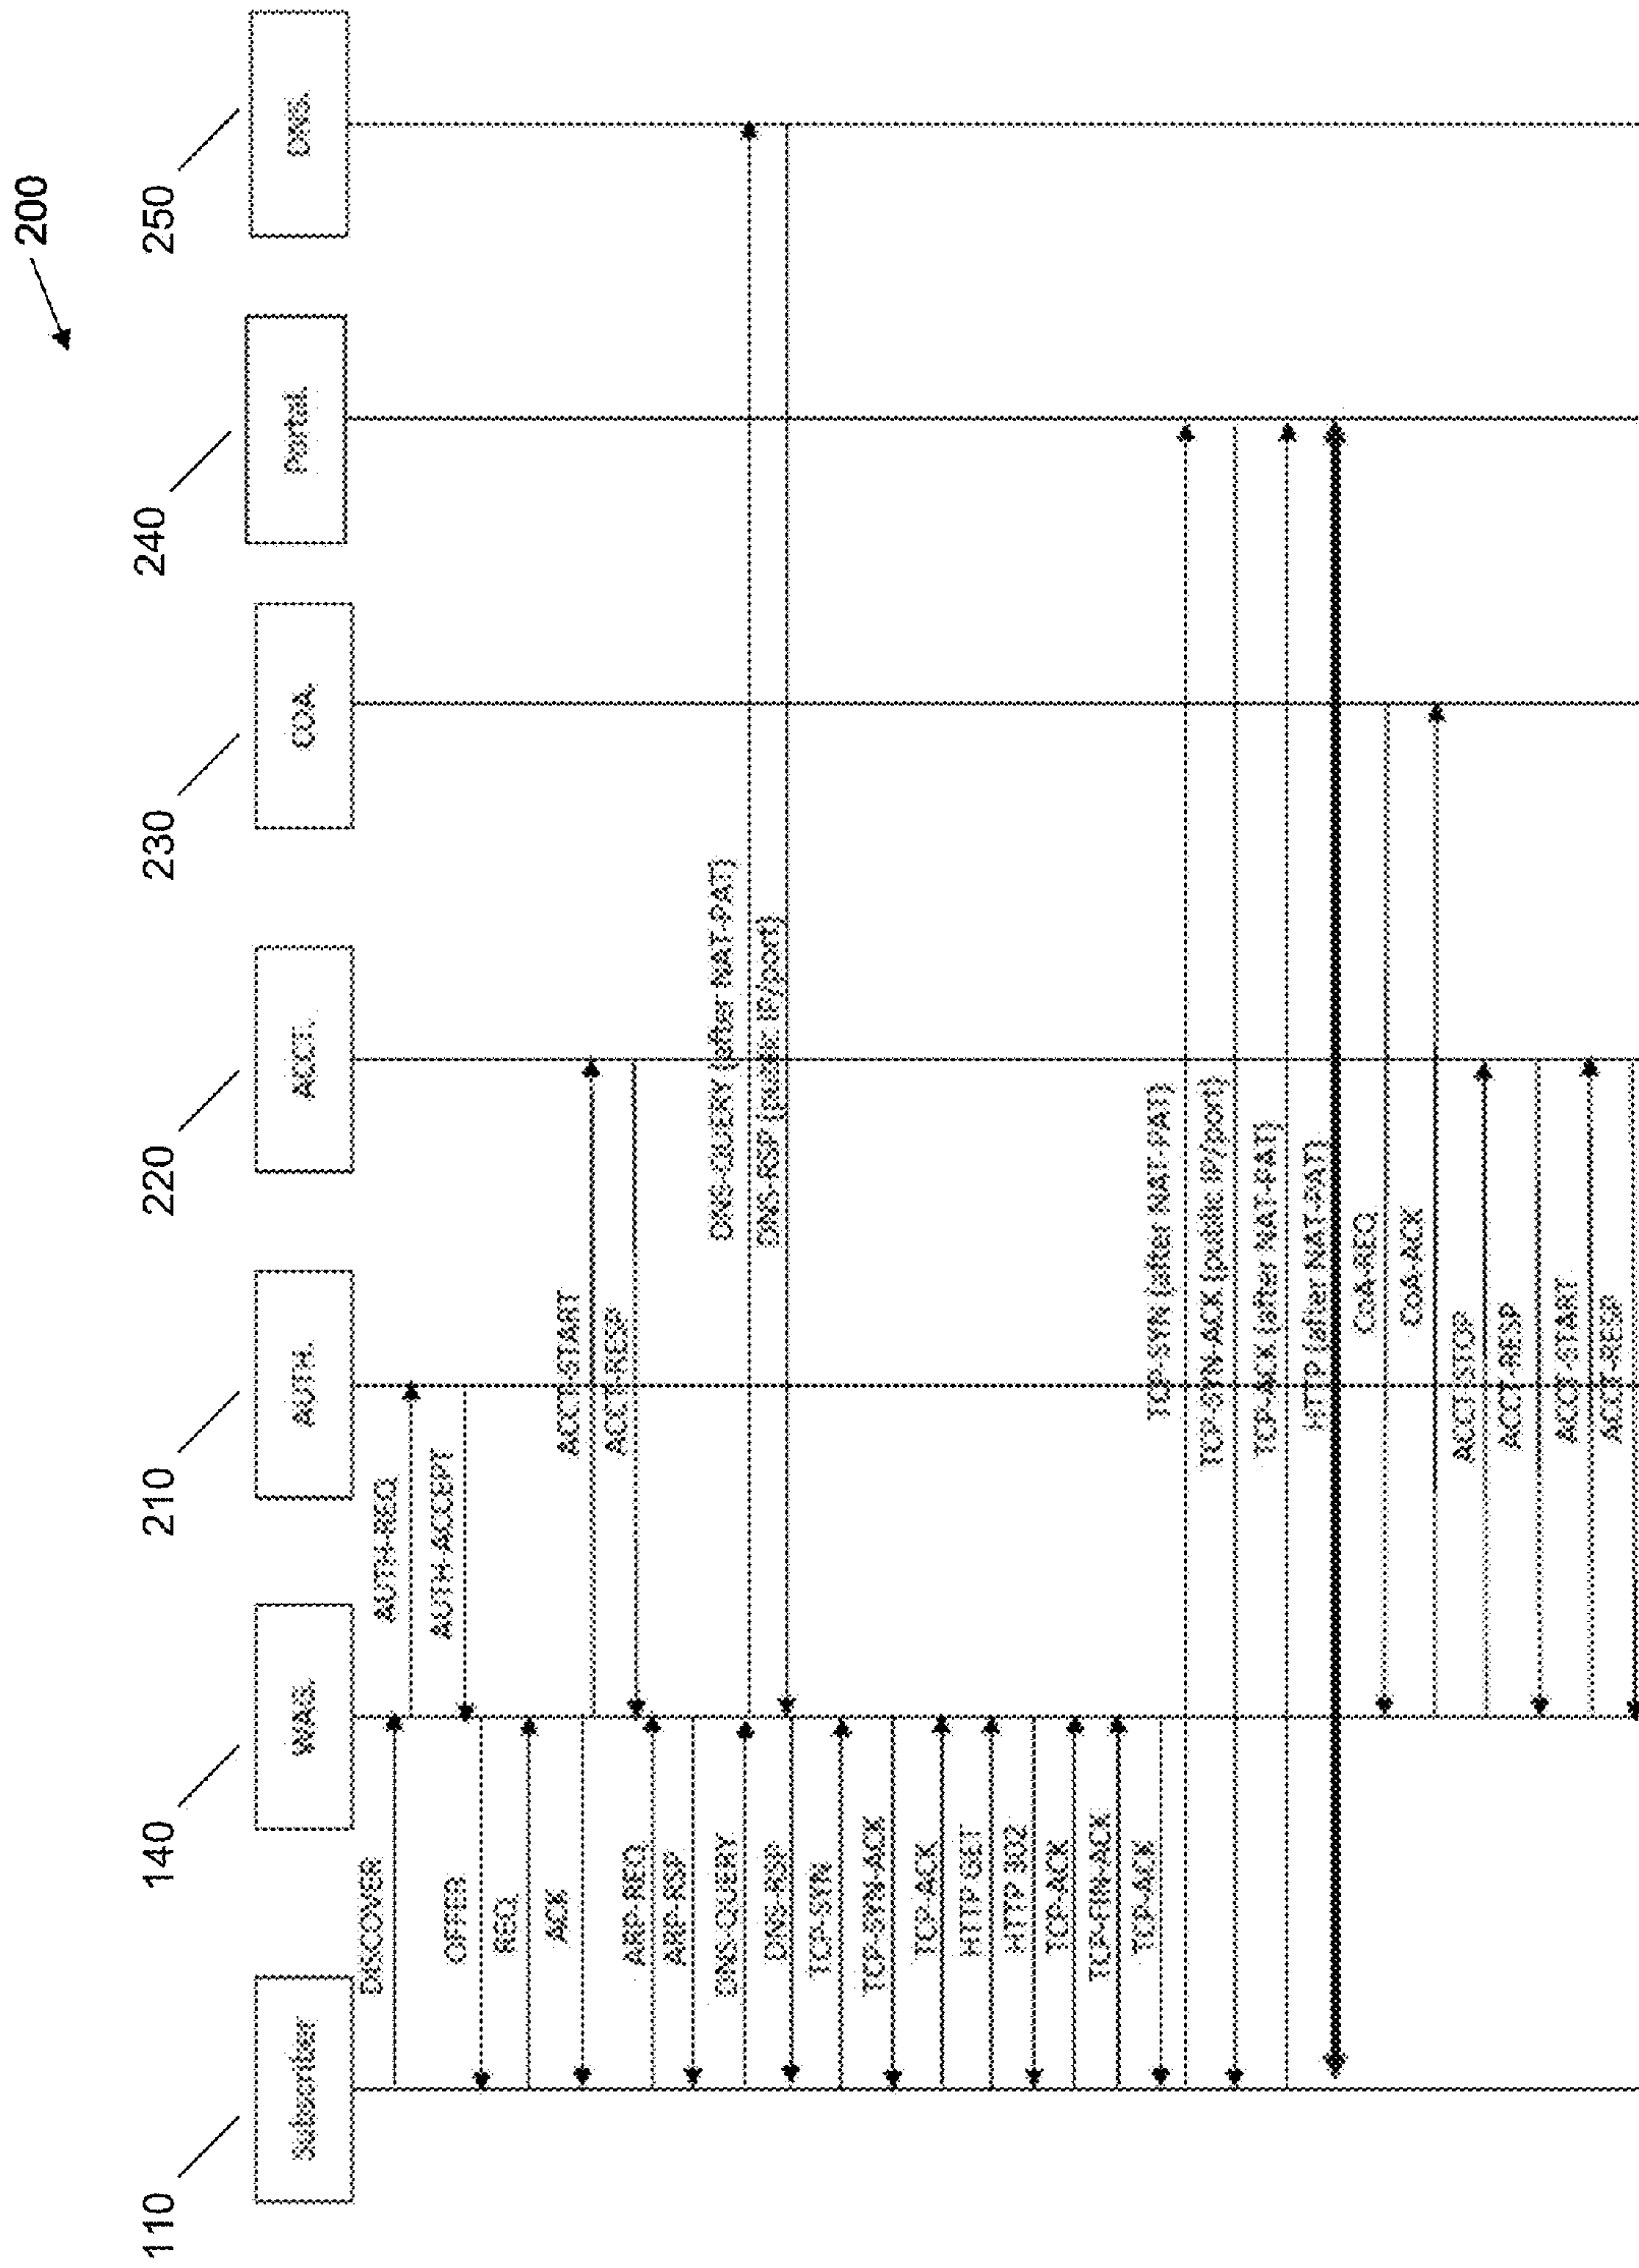 200
110
140
210
220
230
240
250
Subscriber
WAG.
AUTH.
ACCT.
COA.
Portal.
DNS.
DISCOVER
AUTH-REQ
AUTH-ACCEPT
OFFER
REQ
ACK
ACCT-START
ACCT-RESP
ARP-REQ
ARP-RSP
DNS-QUERY
DNS-QUERY (after NAT-PAT)
DNS-RSP (public IP/port)
DNS-RSP
TCP-SYN
TCP-SYN-ACK
TCP-ACK
HTTP GET
HTTP 302
TCP-ACK
TCP-FIN-ACK
TCP-ACK
TCP-SYN (after NAT-PAT)
TCP-SYN-ACK (public IP/port)
TCP-ACK (after NAT-PAT)
HTTP (after NAT-PAT)
CoA-REQ
CoA-ACK
ACCT-STOP
ACCT-RESP
ACCT-START
ACCT-RESP